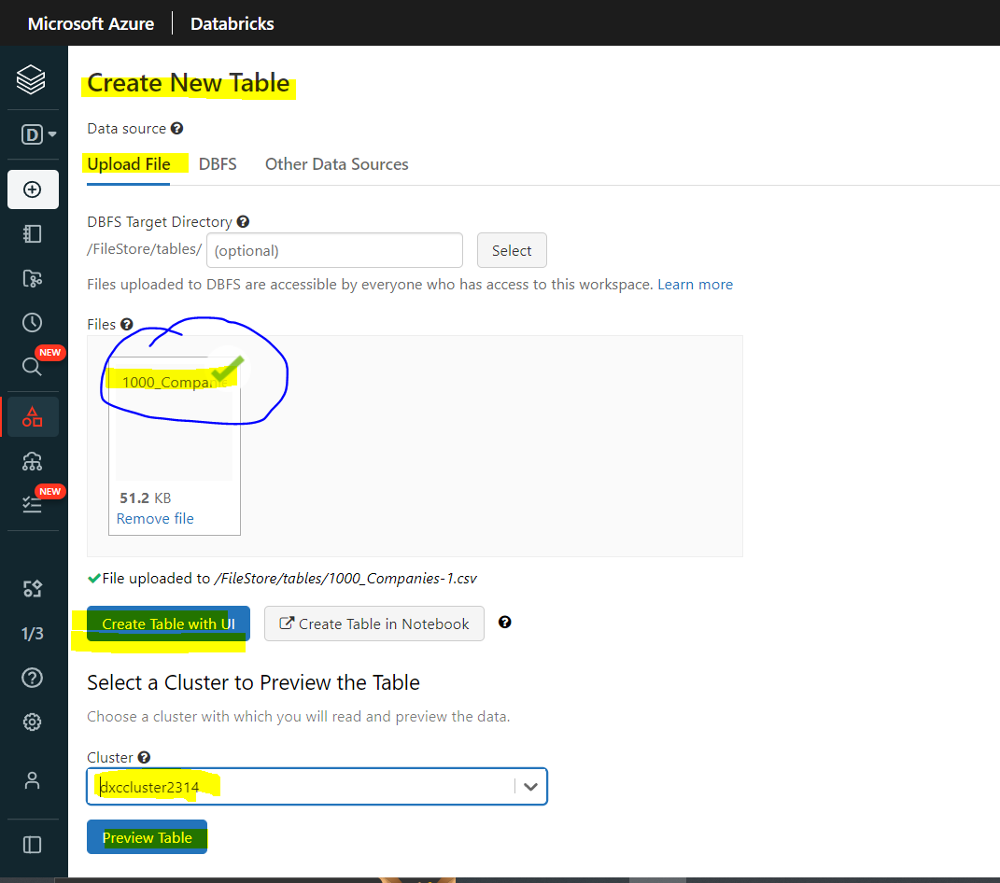 Microsoft Azure Databricks
Create New Table
D
Data source
Upload File DBFS Other Data Sources
DBFS Target Directory
/FileStore/tables/ (optional) Select
Files uploaded to DBFS are accessible by everyone who has access to this workspace. Learn more
Files
NEW
1000_Companie
51.2 KB
NEW
Remove file
File uploaded to /FileStore/tables/1000_Companies-1.csv
Create Table with UI Create Table in Notebook
1/3
Select a Cluster to Preview the Table
Choose a cluster with which you will read and preview the data.
Cluster
dxccluster2314
Preview Table